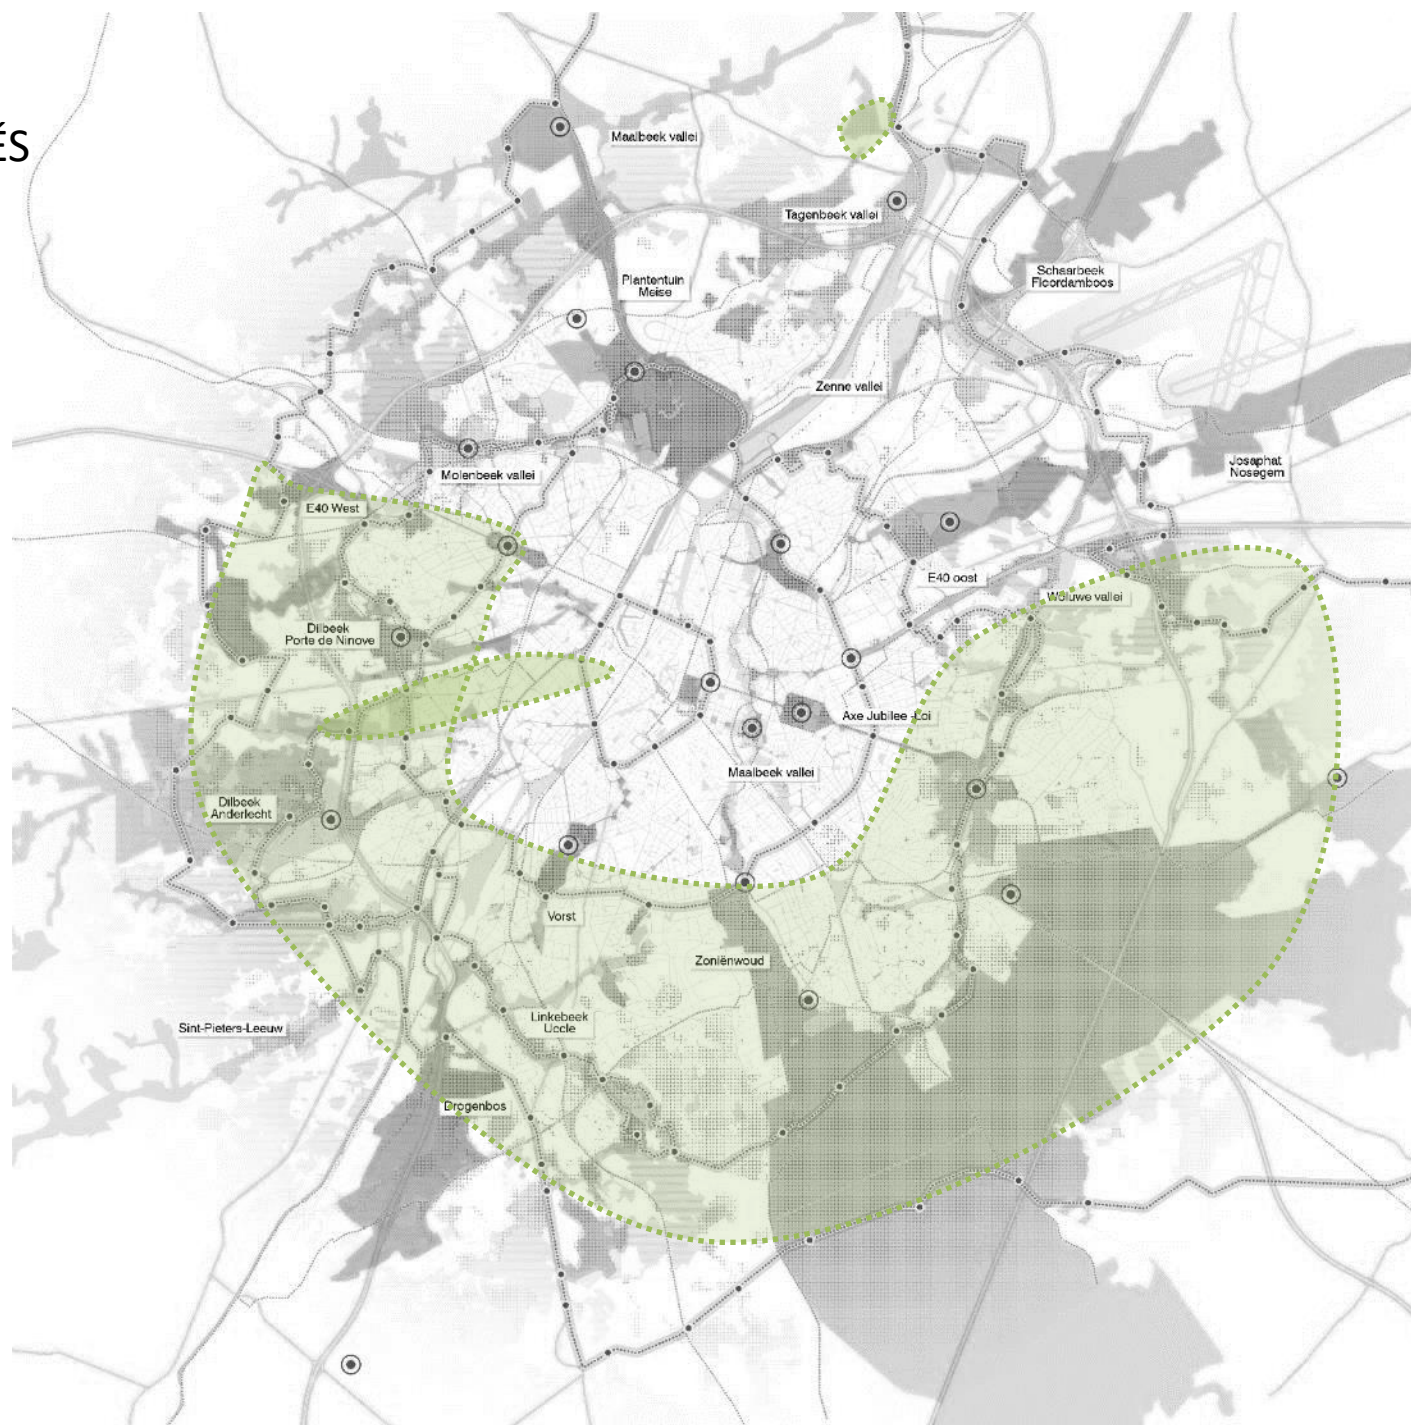 ÉS
Maalbeek vallei
Tagenbeek vallei
Schaarbeek
Floordamboos
Plantentuin
Meise
Zenne vallei
Josaphat
Nosegem
Molenbeek vallei
E40 West
E40 oost
Woluwe vallei
Dilbeek
Porte de Ninove
Axe Jubilee -Loi
Maalbeek vallei
Dilbeek
Anderlecht
Vorst
Zoniënwoud
Linkebeek
Uccle
Sint-Pieters-Leeuw
Drogenbos